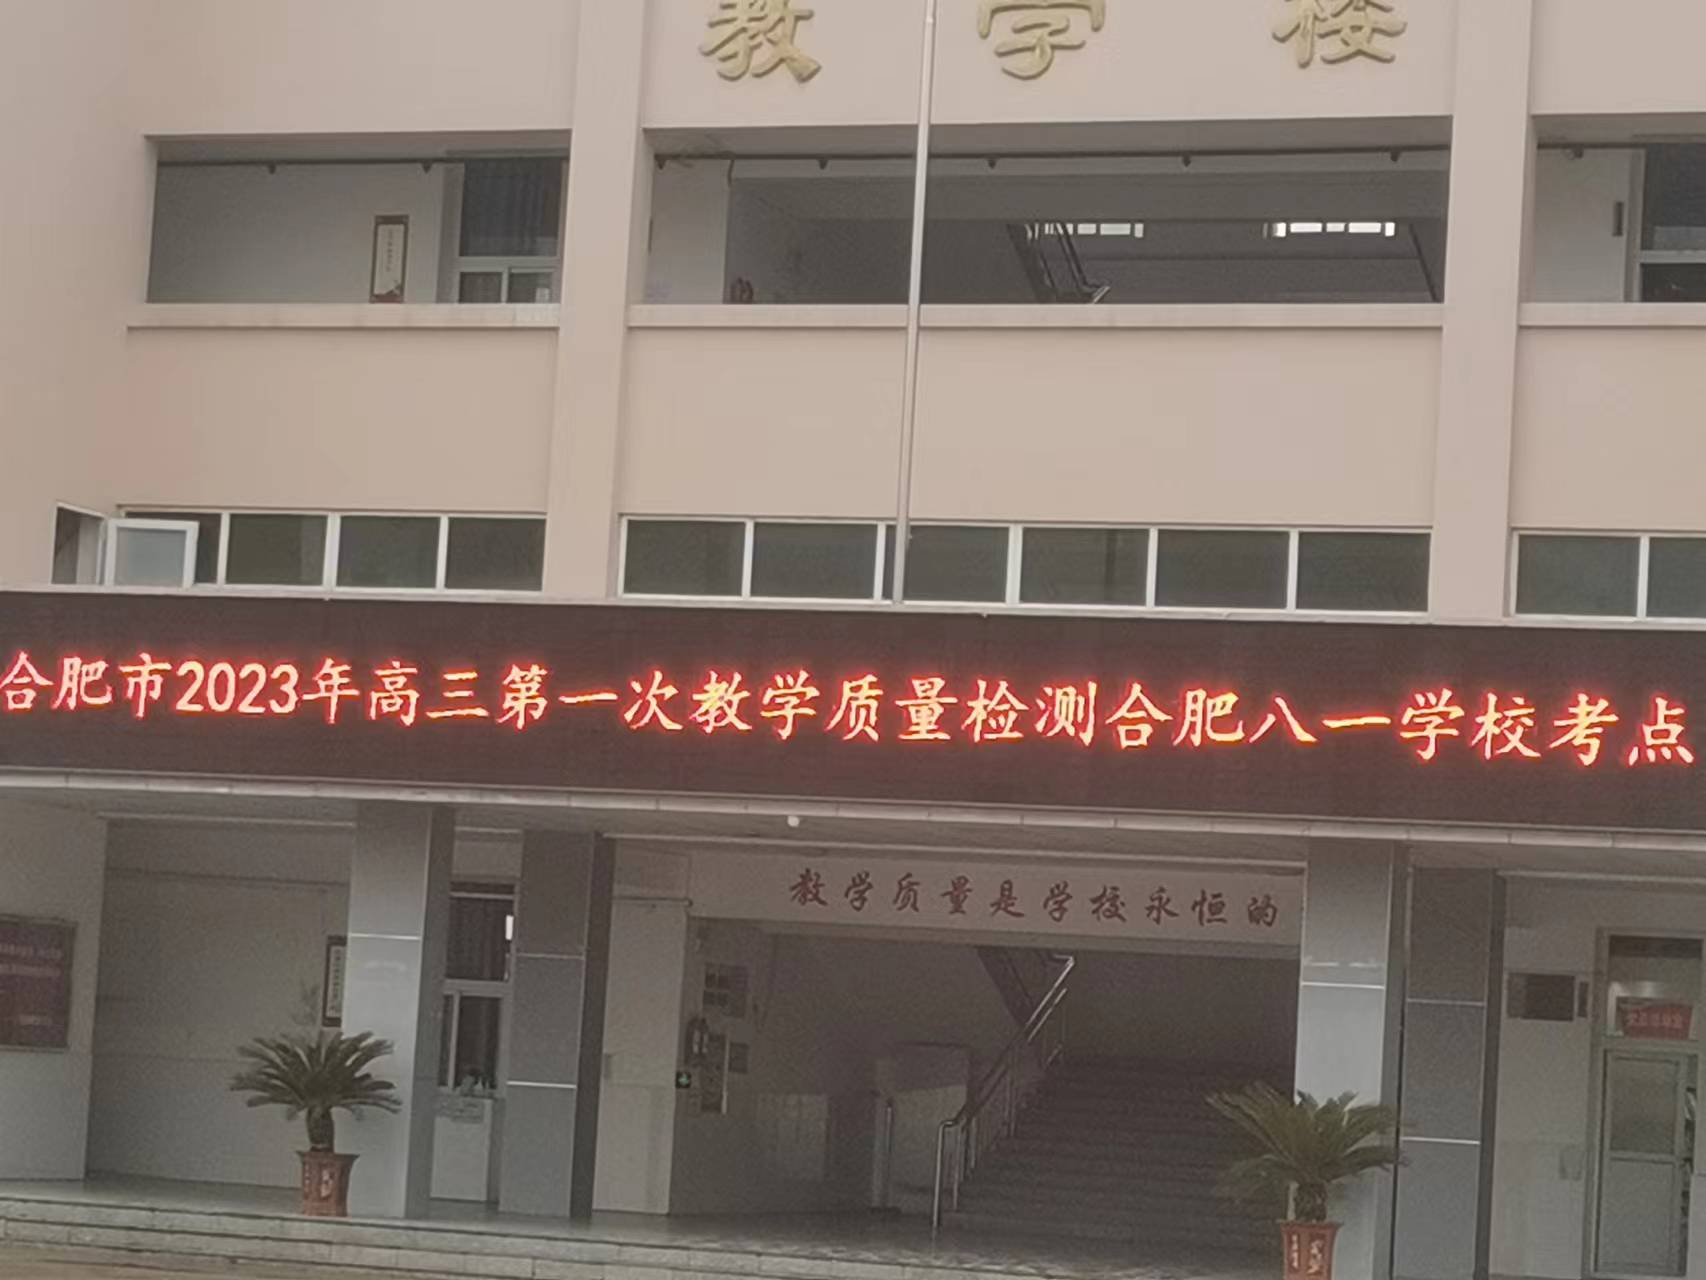 教学楼
合肥市2023年高三第一次教学质量检测合肥八一学校考点
教学质量是学校永恒的